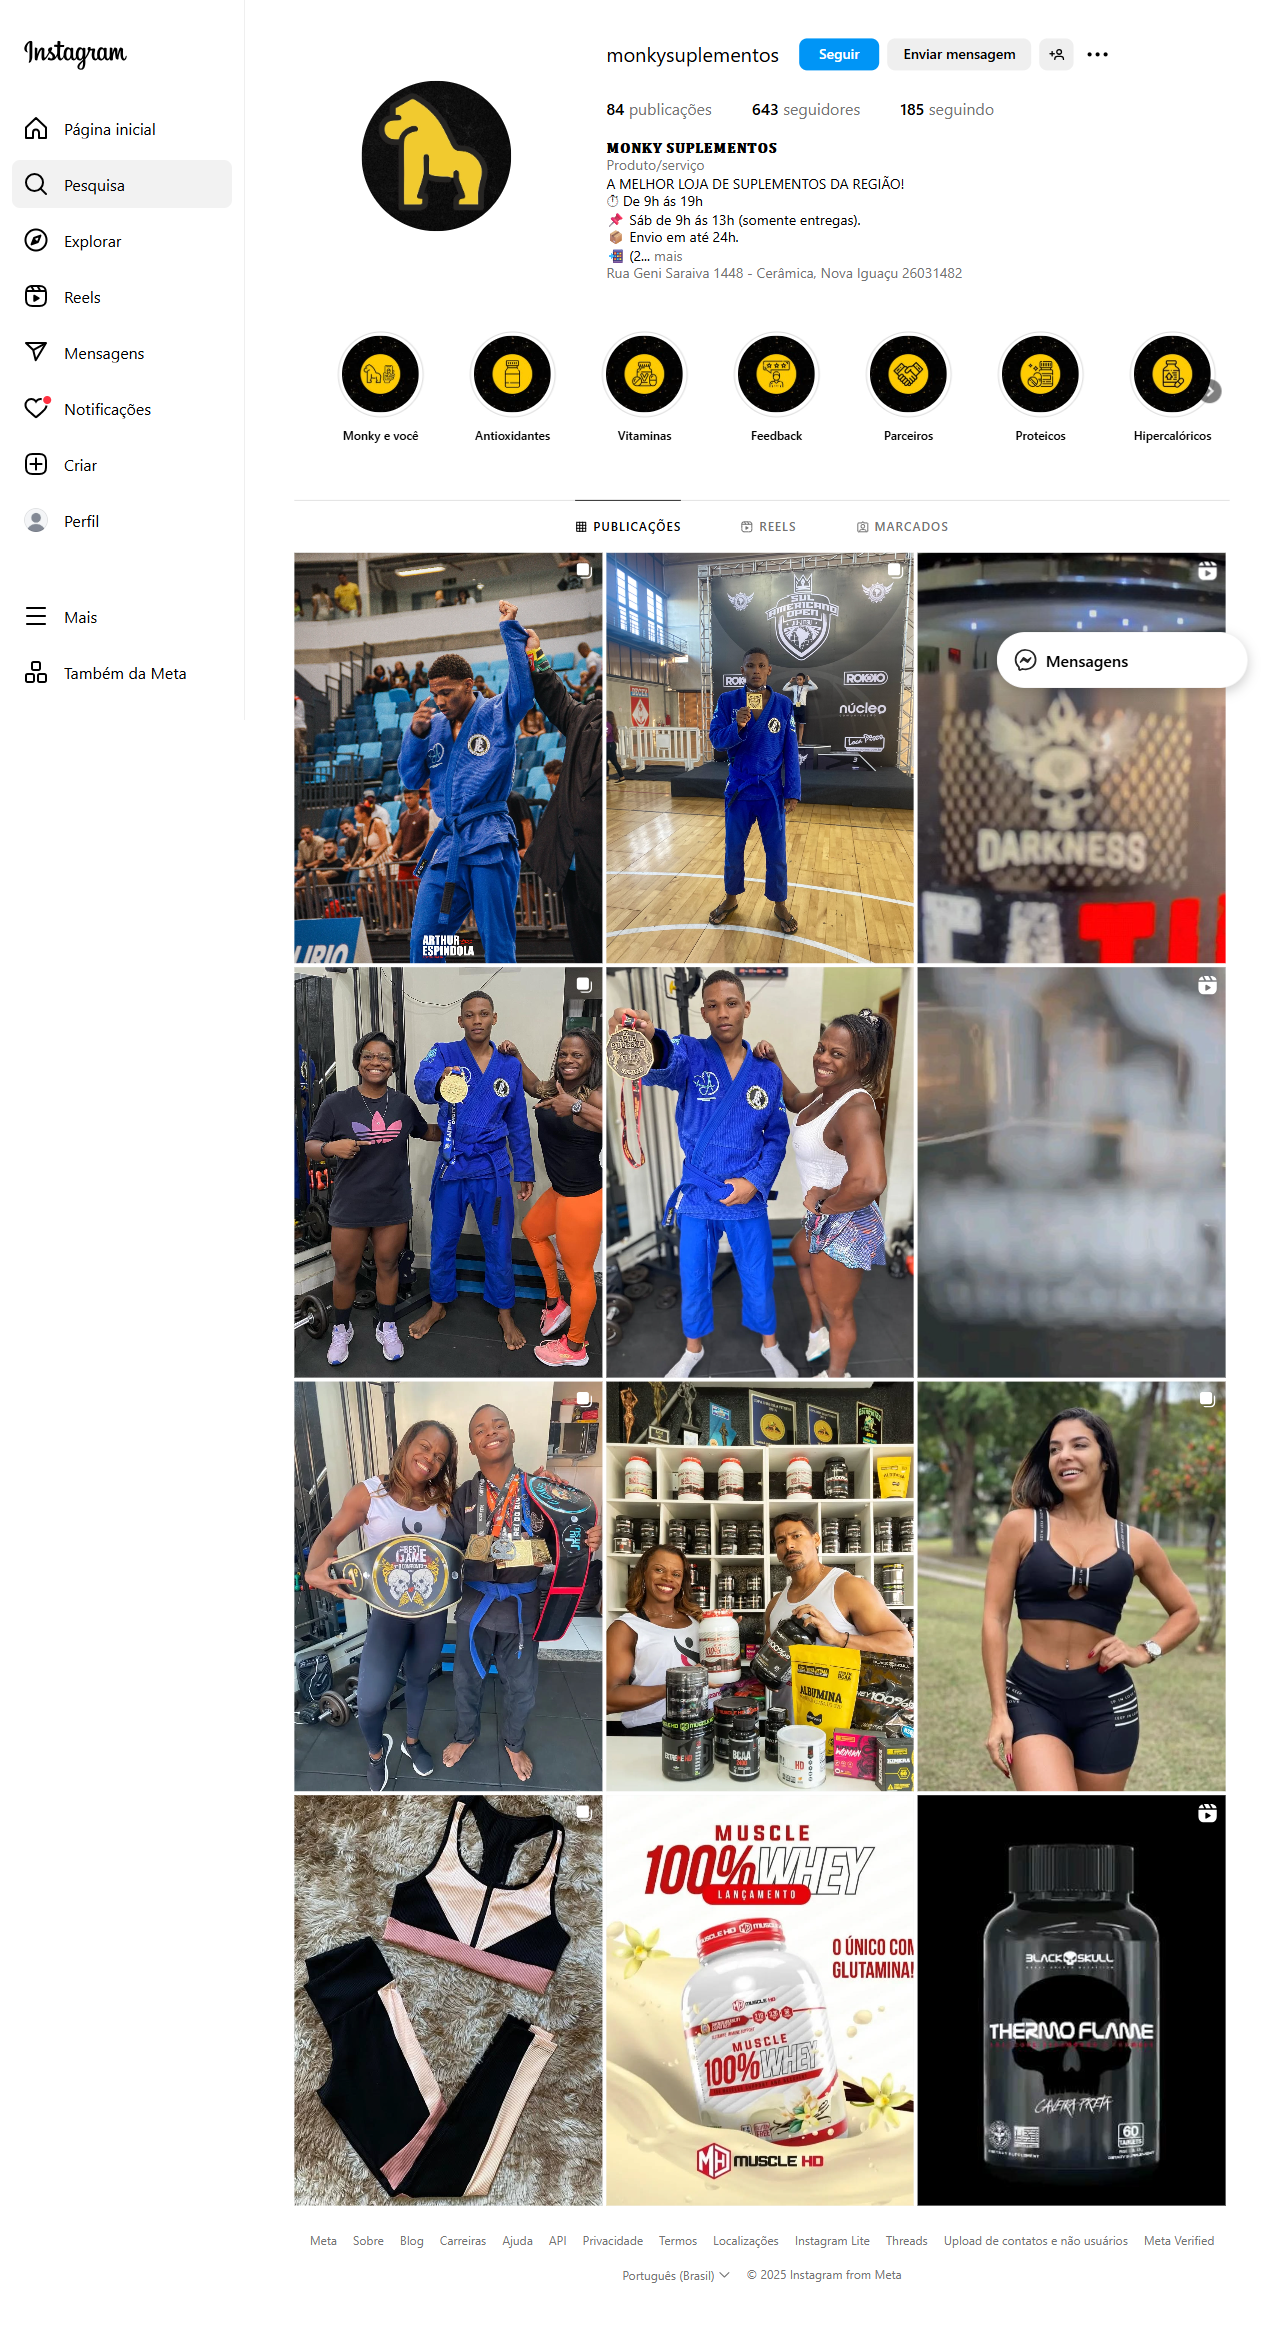 Instagram
Página inicial
Pesquisa
Explorar
Reels
Mensagens
Notificações
Criar
Perfil
Mais
Também da Meta
monkysuplementos
Seguir
Enviar mensagem
84 publicações
643 seguidores
185 seguindo
MONKY SUPLEMENTOS
Produto/serviço
A MELHOR LOJA DE SUPLEMENTOS DA REGIÃO!
⏱ De 9h ás 19h
📌 Sáb de 9h ás 13h (somente entregas).
📦 Envio em até 24h.
📲 (2... mais
Rua Geni Saraiva 1448 - Cerâmica, Nova Iguaçu 26031482
Monky e você
Antioxidantes
Vitaminas
Feedback
Parceiros
Proteicos
Hipercalóricos
PUBLICAÇÕES
REELS
MARCADOS
ARTHUR
ESPINDOLA
SUL
AMERICANO
OPEN
núcleo
Mensagens
DARKNESS
BEST
GAME
ALBUMINA
BCAA
MUSCLE
100% WHEY
LANÇAMENTO
O ÚNICO COM
GLUTAMINA!
MUSCLE HD
MUSCLE
100% WHEY
MUSCLE HD
BLACK SKULL
THERMO FLAME
CAVEIRA PRETA
60
TABLETS
Meta
Sobre
Blog
Carreiras
Ajuda
API
Privacidade
Termos
Localizações
Instagram Lite
Threads
Upload de contatos e não usuários
Meta Verified
Português (Brasil)
© 2025 Instagram from Meta